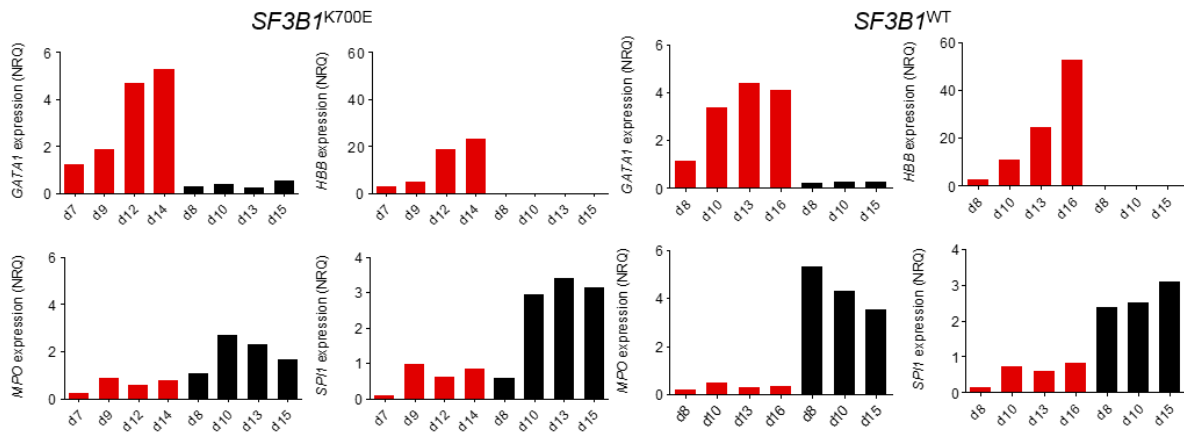 SF3B1K700E
SF3B1WT
GATA1 expression (NRQ)
6
4
2
0
d7 d9 d12 d14 d8 d10 d13 d15
HBB expression (NRQ)
60
40
20
0
d7 d9 d12 d14 d8 d10 d13 d15
GATA1 expression (NRQ)
6
4
2
0
d8 d10 d13 d16 d8 d10 d15
HBB expression (NRQ)
60
40
20
0
d8 d10 d13 d16 d8 d10 d15
MPO expression (NRQ)
6
4
2
0
d7 d9 d12 d14 d8 d10 d13 d15
SPI1 expression (NRQ)
4
3
2
1
0
d7 d9 d12 d14 d8 d10 d13 d15
MPO expression (NRQ)
6
4
2
0
d8 d10 d13 d16 d8 d10 d15
SPI1 expression (NRQ)
4
3
2
1
0
d8 d10 d13 d16 d8 d10 d15